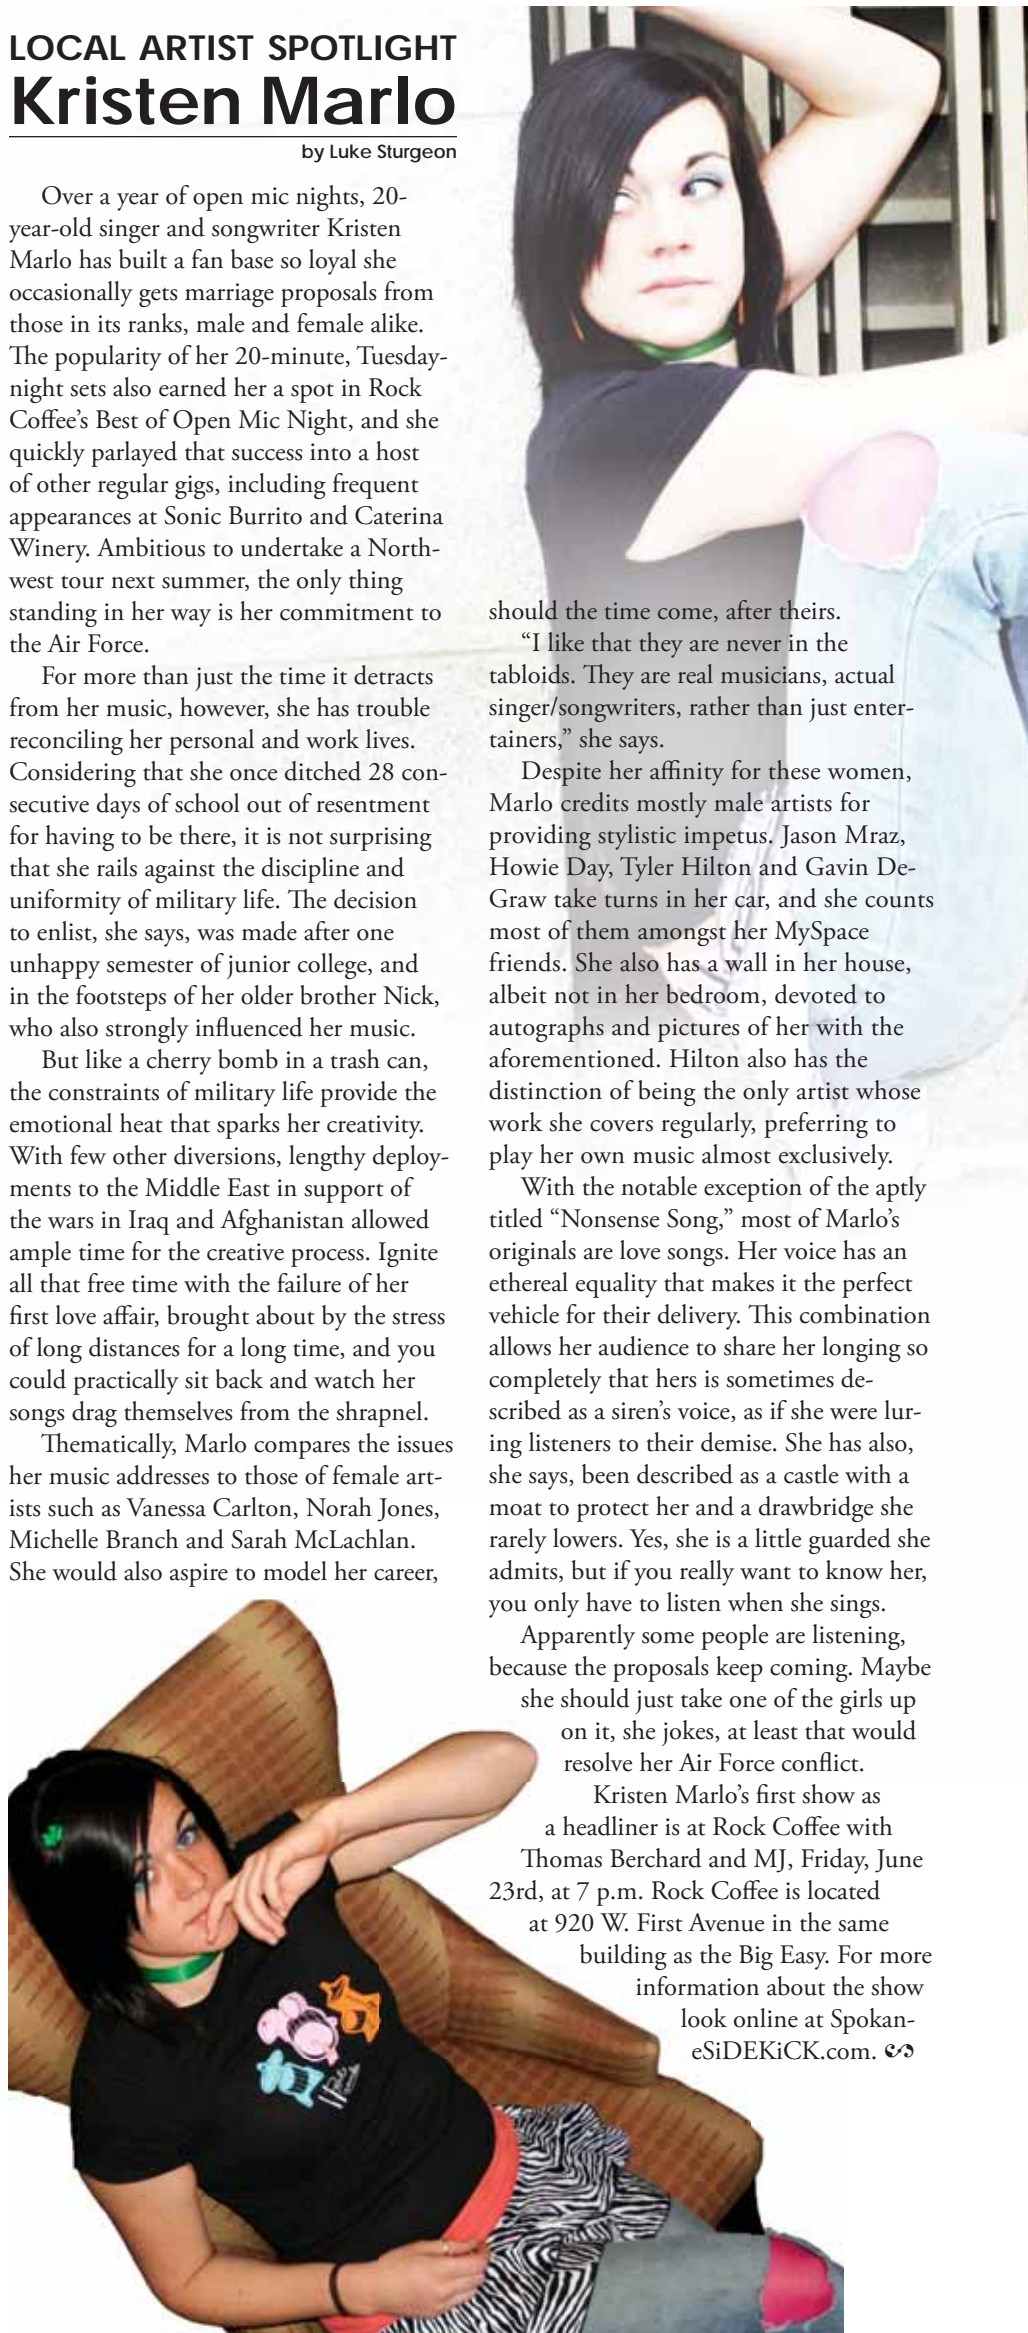 LOCAL ARTIST SPOTLIGHT
Kristen Marlo
by Luke Sturgeon
Over a year of open mic nights, 20-
year-old singer and songwriter Kristen
Marlo has built a fan base so loyal she
occasionally gets marriage proposals from
those in its ranks, male and female alike.
The popularity of her 20-minute, Tuesday-
night sets also earned her a spot in Rock
Coffee’s Best of Open Mic Night, and she
quickly parlayed that success into a host
of other regular gigs, including frequent
appearances at Sonic Burrito and Caterina
Winery. Ambitious to undertake a North-
west tour next summer, the only thing
standing in her way is her commitment to
the Air Force.
For more than just the time it detracts
from her music, however, she has trouble
reconciling her personal and work lives.
Considering that she once ditched 28 con-
secutive days of school out of resentment
for having to be there, it is not surprising
that she rails against the discipline and
uniformity of military life. The decision
to enlist, she says, was made after one
unhappy semester of junior college, and
in the footsteps of her older brother Nick,
who also strongly influenced her music.
But like a cherry bomb in a trash can,
the constraints of military life provide the
emotional heat that sparks her creativity.
With few other diversions, lengthy deploy-
ments to the Middle East in support of
the wars in Iraq and Afghanistan allowed
ample time for the creative process. Ignite
all that free time with the failure of her
first love affair, brought about by the stress
of long distances for a long time, and you
could practically sit back and watch her
songs drag themselves from the shrapnel.
Thematically, Marlo compares the issues
her music addresses to those of female art-
ists such as Vanessa Carlton, Norah Jones,
Michelle Branch and Sarah McLachlan.
She would also aspire to model her career,
should the time come, after theirs.
“I like that they are never in the
tabloids. They are real musicians, actual
singer/songwriters, rather than just enter-
tainers,” she says.
Despite her affinity for these women,
Marlo credits mostly male artists for
providing stylistic impetus. Jason Mraz,
Howie Day, Tyler Hilton and Gavin De-
Graw take turns in her car, and she counts
most of them amongst her MySpace
friends. She also has a wall in her house,
albeit not in her bedroom, devoted to
autographs and pictures of her with the
aforementioned. Hilton also has the
distinction of being the only artist whose
work she covers regularly, preferring to
play her own music almost exclusively.
With the notable exception of the aptly
titled “Nonsense Song,” most of Marlo’s
originals are love songs. Her voice has an
ethereal equality that makes it the perfect
vehicle for their delivery. This combination
allows her audience to share her longing so
completely that hers is sometimes de-
scribed as a siren’s voice, as if she were lur-
ing listeners to their demise. She has also,
she says, been described as a castle with a
moat to protect her and a drawbridge she
rarely lowers. Yes, she is a little guarded she
admits, but if you really want to know her,
you only have to listen when she sings.
Apparently some people are listening,
because the proposals keep coming. Maybe
she should just take one of the girls up
on it, she jokes, at least that would
resolve her Air Force conflict.
Kristen Marlo’s first show as
a headliner is at Rock Coffee with
Thomas Berchard and MJ, Friday, June
23rd, at 7 p.m. Rock Coffee is located
at 920 W. First Avenue in the same
building as the Big Easy. For more
information about the show
look online at Spokan-
eSiDEKiCK.com.